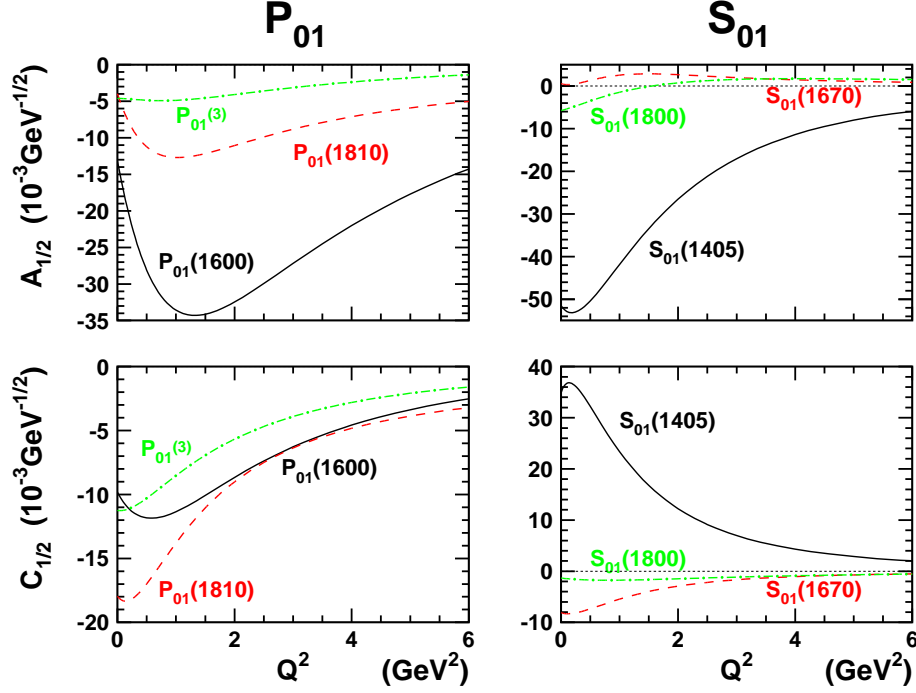 P₀₁ S₀₁
A₁/₂ (10⁻³GeV⁻¹/²)
0
-5
-10
-15
-20
-25
-30
-35
P₀₁⁽³⁾
P₀₁(1810)
P₀₁(1600)
0
-10
-20
-30
-40
-50
S₀₁(1670)
S₀₁(1800)
S₀₁(1405)
C₁/₂ (10⁻³GeV⁻¹/²)
0
-5
-10
-15
-20
P₀₁⁽³⁾
P₀₁(1600)
P₀₁(1810)
0 2 4 6
Q² (GeV²)
40
30
20
10
0
-10
S₀₁(1405)
S₀₁(1800)
S₀₁(1670)
0 2 4 6
Q² (GeV²)